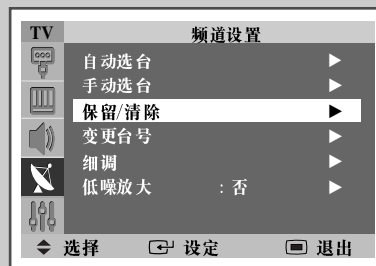 TV 频道设置
自动选台
手动选台
保留/清除
变更台号
细调
低噪放大 : 否
选择 设定 退出